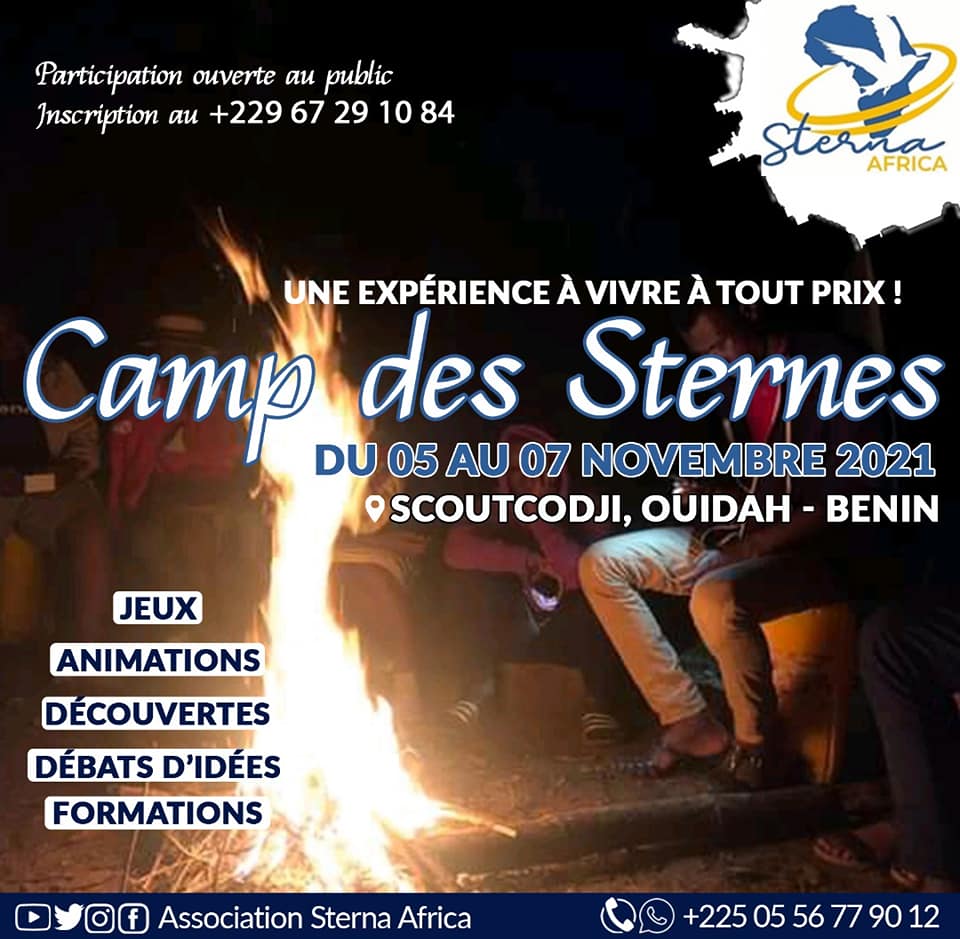 Participation ouverte au public
Inscription au +229 67 29 10 84
Sterna
AFRICA
UNE EXPÉRIENCE À VIVRE À TOUT PRIX !
Camp des Sternes
DU 05 AU 07 NOVEMBRE 2021
SCOUTCODJI, OUIDAH - BENIN
JEUX
ANIMATIONS
DÉCOUVERTES
DÉBATS D'IDÉES
FORMATIONS
Association Sterna Africa
+225 05 56 77 90 12